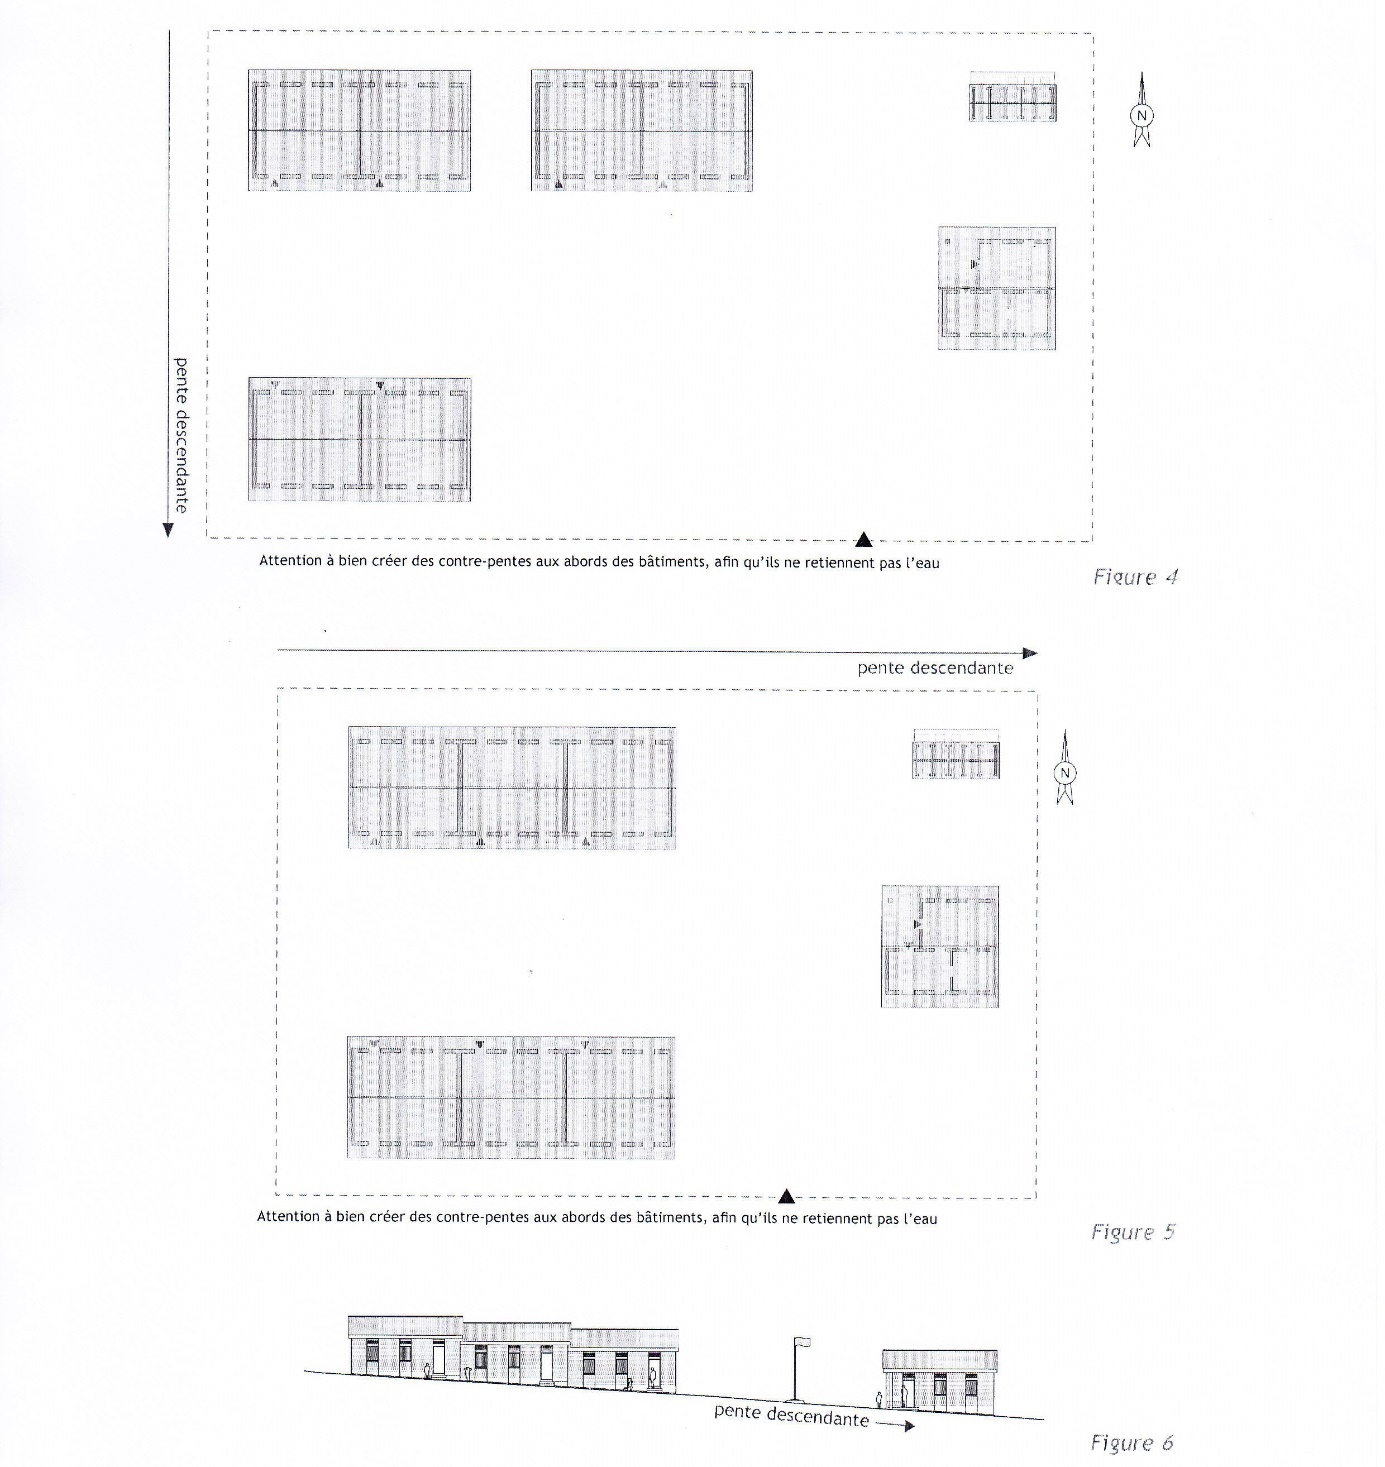 N
pente descendante
Attention à bien créer des contre-pentes aux abords des bâtiments, afin qu'ils ne retiennent pas l'eau
Figure 4
pente descendante
N
Attention à bien créer des contre-pentes aux abords des bâtiments, afin qu'ils ne retiennent pas l'eau
Figure 5
pente descendante
Figure 6